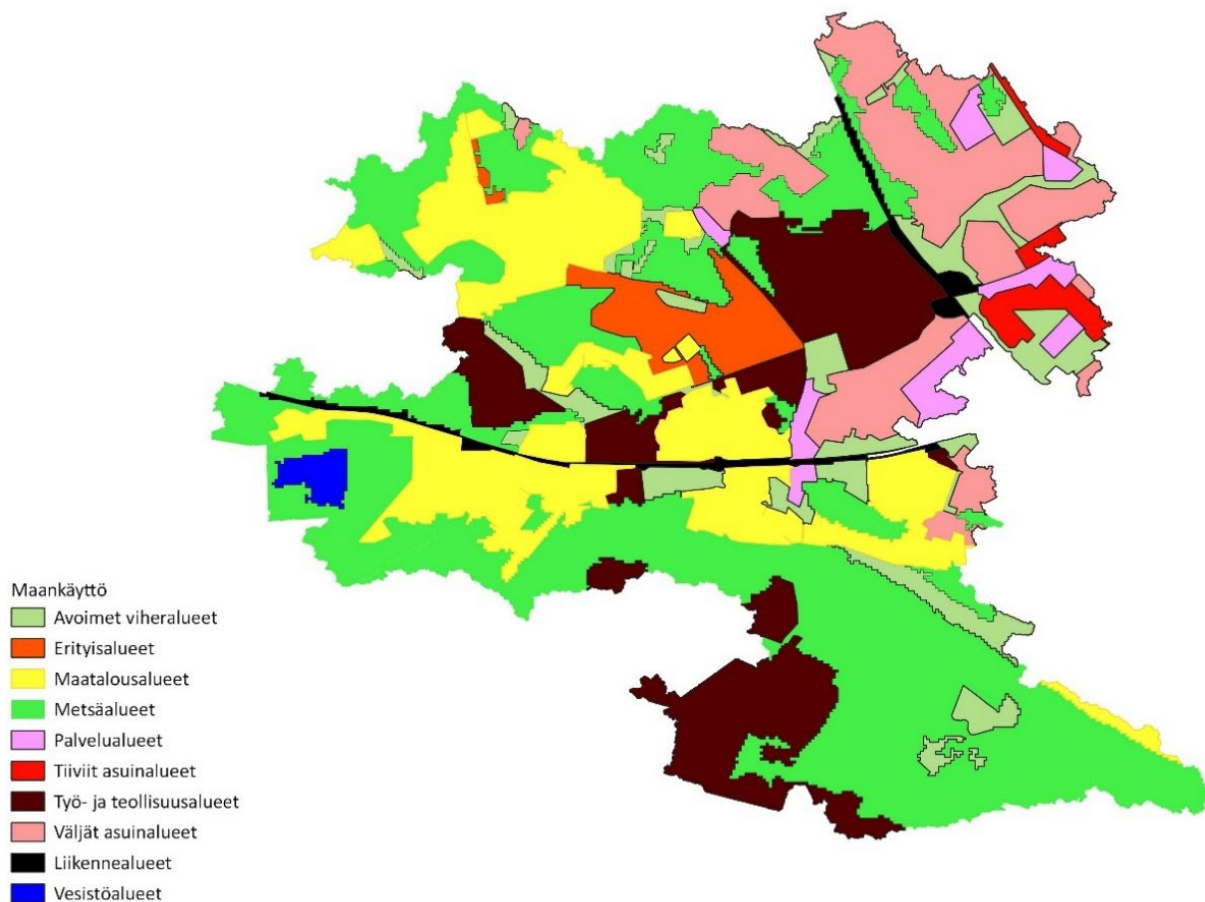 Maankäyttö
Avoimet viheralueet
Erityisalueet
Maatalousalueet
Metsäalueet
Palvelualueet
Tiiviit asuinalueet
Työ- ja teollisuusalueet
Väljät asuinalueet
Liikennealueet
Vesistöalueet